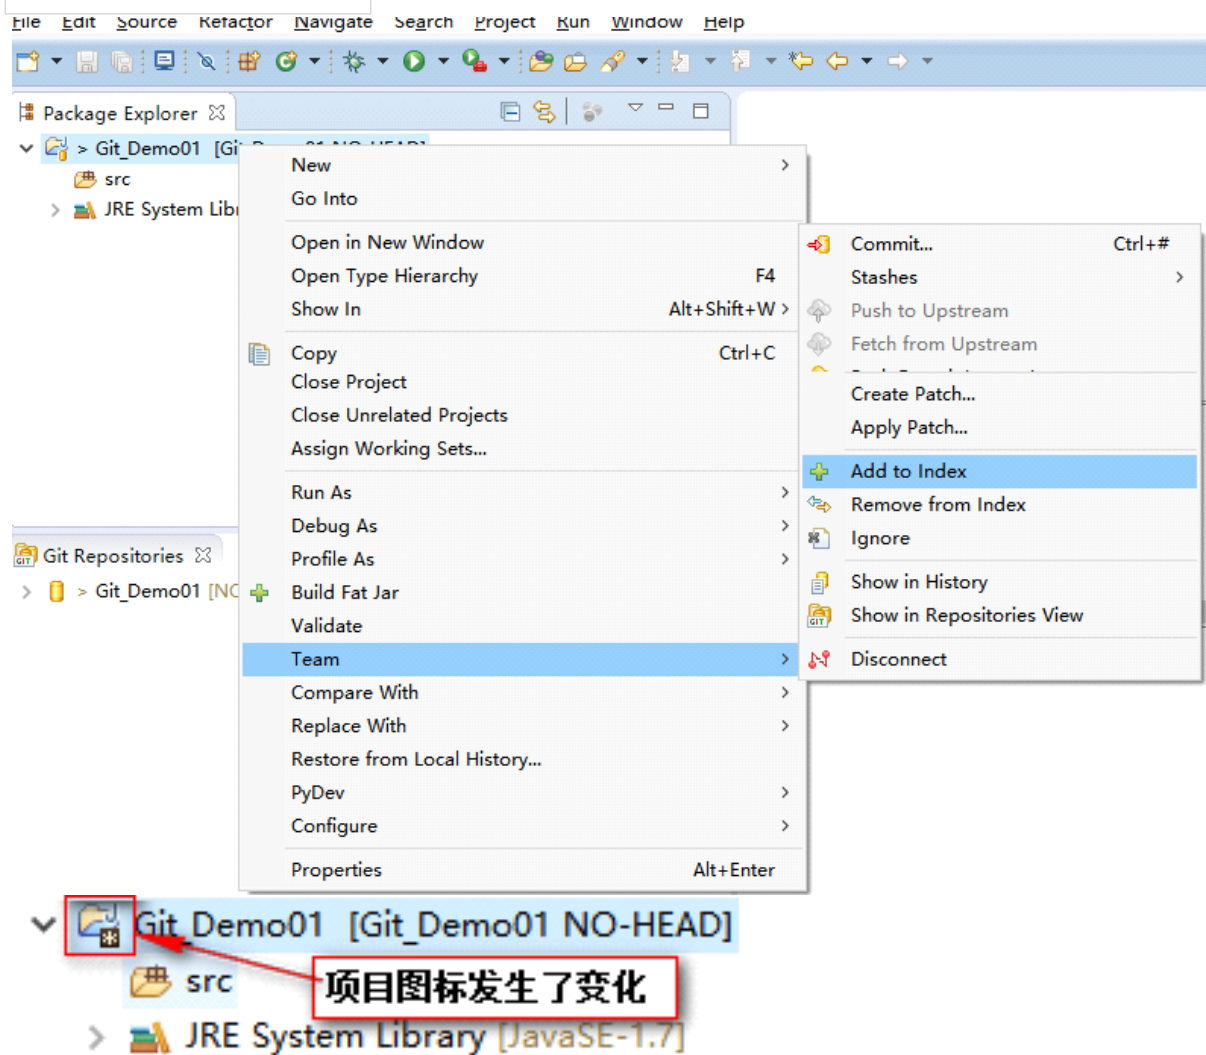 File Edit Source Refactor Navigate Search Project Run Window Help
Package Explorer
> Git_Demo01 [Gi
src
JRE System Lib
New
Go Into
Open in New Window
Open Type Hierarchy F4
Show In Alt+Shift+W >
Copy Ctrl+C
Close Project
Close Unrelated Projects
Assign Working Sets...
Run As
Debug As
Profile As
Build Fat Jar
Validate
Team
Compare With
Replace With
Restore from Local History...
PyDev
Configure
Properties Alt+Enter
Commit... Ctrl+#
Stashes
Push to Upstream
Fetch from Upstream
Create Patch...
Apply Patch...
Add to Index
Remove from Index
Ignore
Show in History
Show in Repositories View
Disconnect
GIT Git Repositories
> Git_Demo01 [NO
Git_Demo01 [Git_Demo01 NO-HEAD]
src
项目图标发生了变化
JRE System Library [JavaSE-1.7]